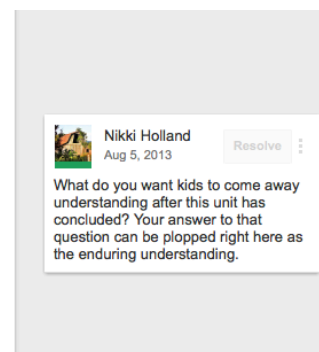 Nikki Holland
Aug 5, 2013
Resolve
What do you want kids to come away
understanding after this unit has
concluded? Your answer to that
question can be plopped right here as
the enduring understanding.